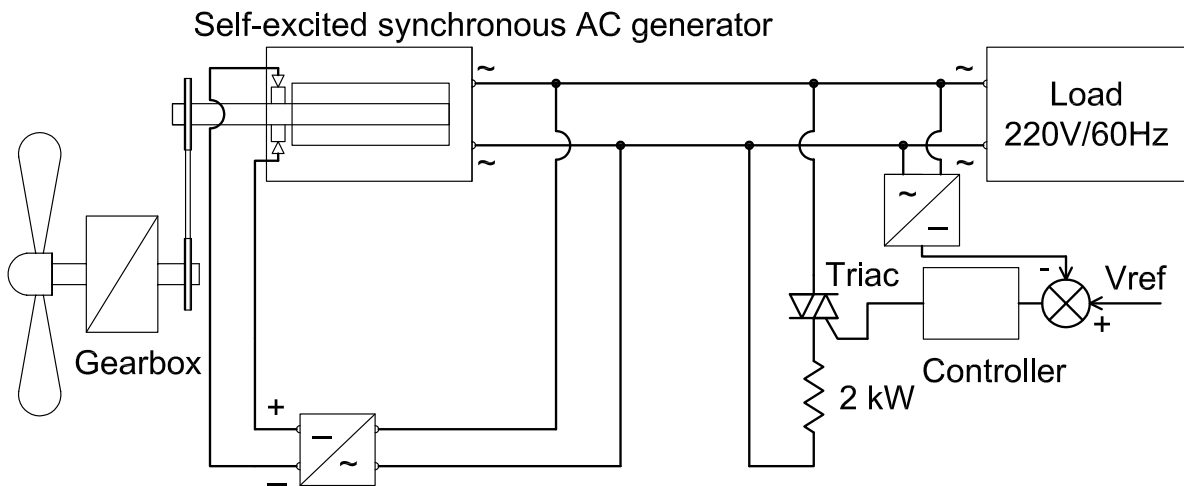 Self-excited synchronous AC generator
~
~
~
~
Load
220V/60Hz
~
−
-
Triac
Vref
+
Gearbox
Controller
2 kW
+
−
~
−